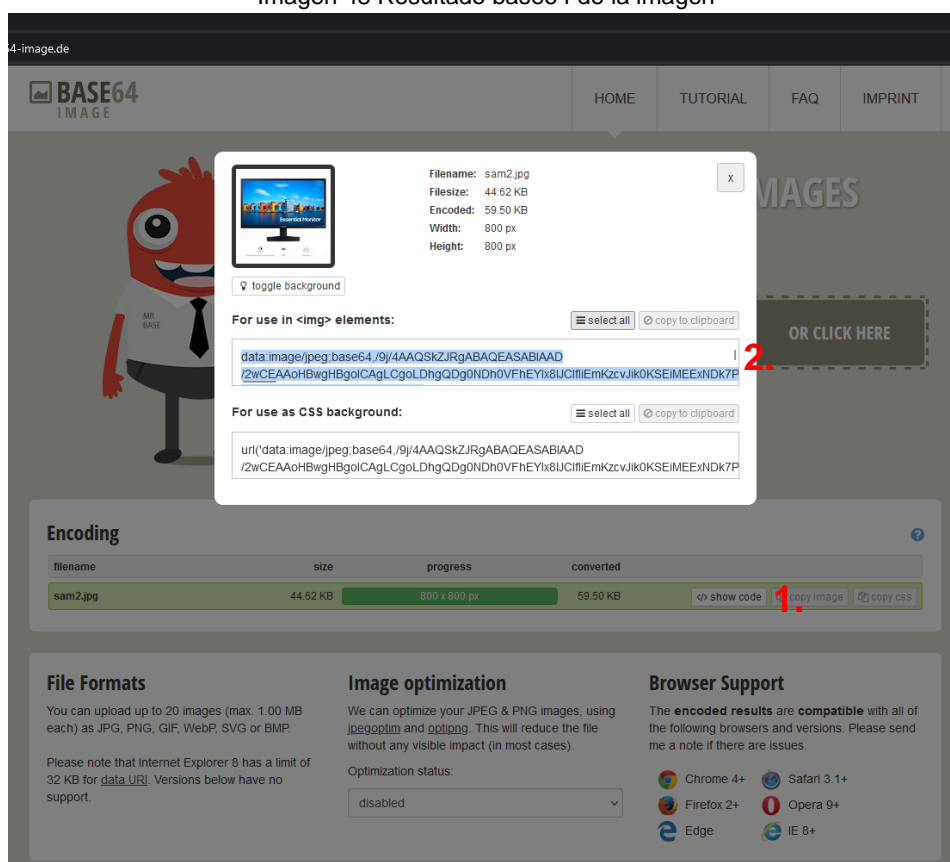 4-image.de
BASE64
IMAGE
HOME
TUTORIAL
FAQ
IMPRINT
MAGES
MR
BASE
Essential Monitor
Filename: sam2.jpg
Filesize: 44.62 KB
Encoded: 59.50 KB
Width: 800 px
Height: 800 px
x
toggle background
For use in <img> elements:
select all
copy to clipboard
data:image/jpeg;base64,/9j/4AAQSkZJRgABAQEASABIAAD
2.
OR CLICK HERE
For use as CSS background:
select all
copy to clipboard
url('data:image/jpeg;base64,/9j/4AAQSkZJRgABAQEASABIAAD
Encoding
filename size progress converted
sam2.jpg 44.62 KB 800 x 800 px 59.50 KB show code copy image copy css
1.
File Formats
You can upload up to 20 images (max. 1.00 MB
each) as JPG, PNG, GIF, WebP, SVG or BMP.
Please note that Internet Explorer 8 has a limit of
32 KB for data URI. Versions below have no
support.
Image optimization
We can optimize your JPEG & PNG images, using
jpegoptim and optipng. This will reduce the file
without any visible impact (in most cases).
Optimization status:
disabled
Browser Support
The encoded results are compatible with all of
the following browsers and versions. Please send
me a note if there are issues.
Chrome 4+
Safari 3.1+
Firefox 2+
Opera 9+
Edge
IE 8+